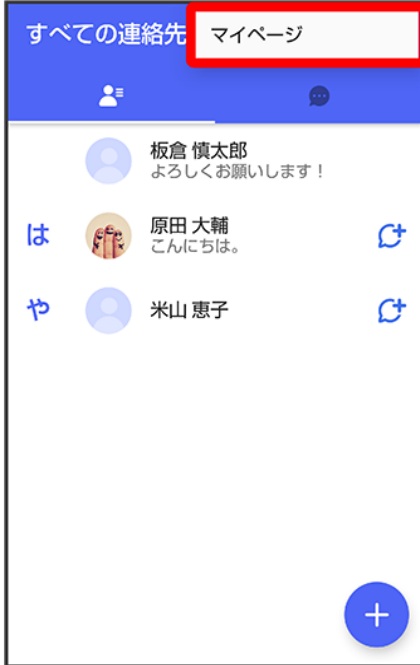 すべての連絡先
マイページ
板倉 慎太郎
よろしくお願いします！
は
原田 大輔
こんにちは。
や
米山 恵子